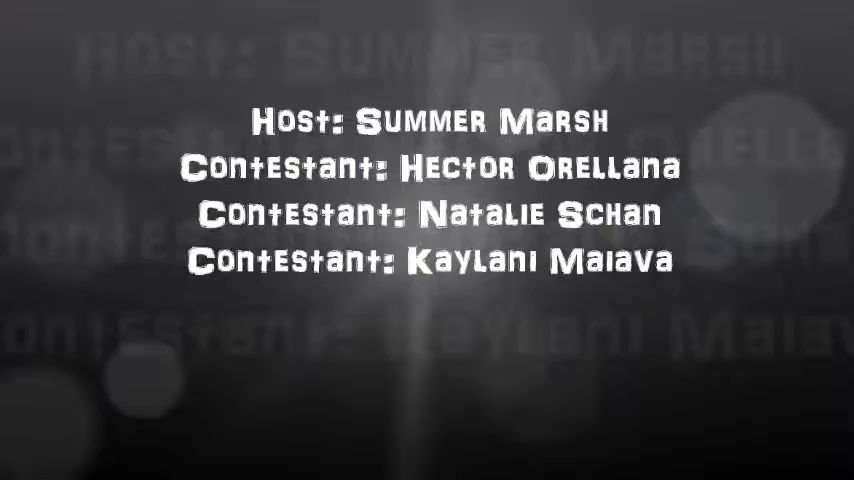 Host: Summer Marsh
Contestant: Hector Orellana
Contestant: Natalie Schan
Contestant: Kaylani Maiava